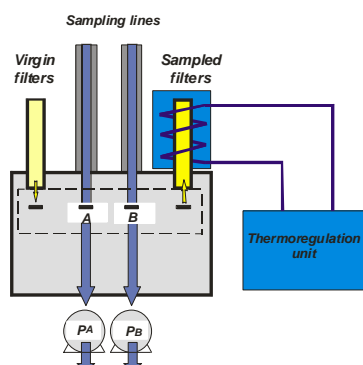 Sampling lines
Virgin
filters
Sampled
filters
A
B
Thermoregulation
unit
PA
PB